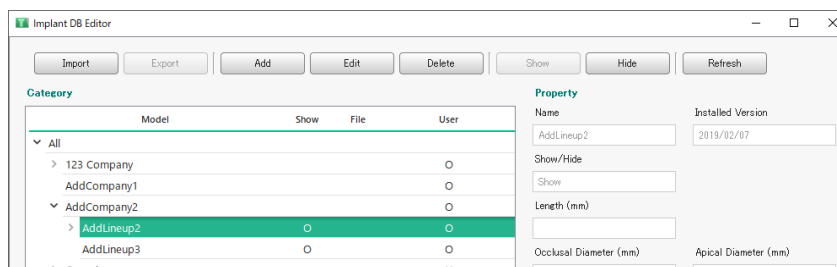 Implant DB Editor
Import Export Add Edit Delete Show Hide Refresh
Category
Model Show File User
All
123 Company O
AddCompany1 O
AddCompany2 O
AddLineup2 O O
AddLineup3 O O
Property
Name Installed Version
AddLineup2 2019/02/07
Show/Hide
Show
Length (mm)
Occlusal Diameter (mm) Apical Diameter (mm)